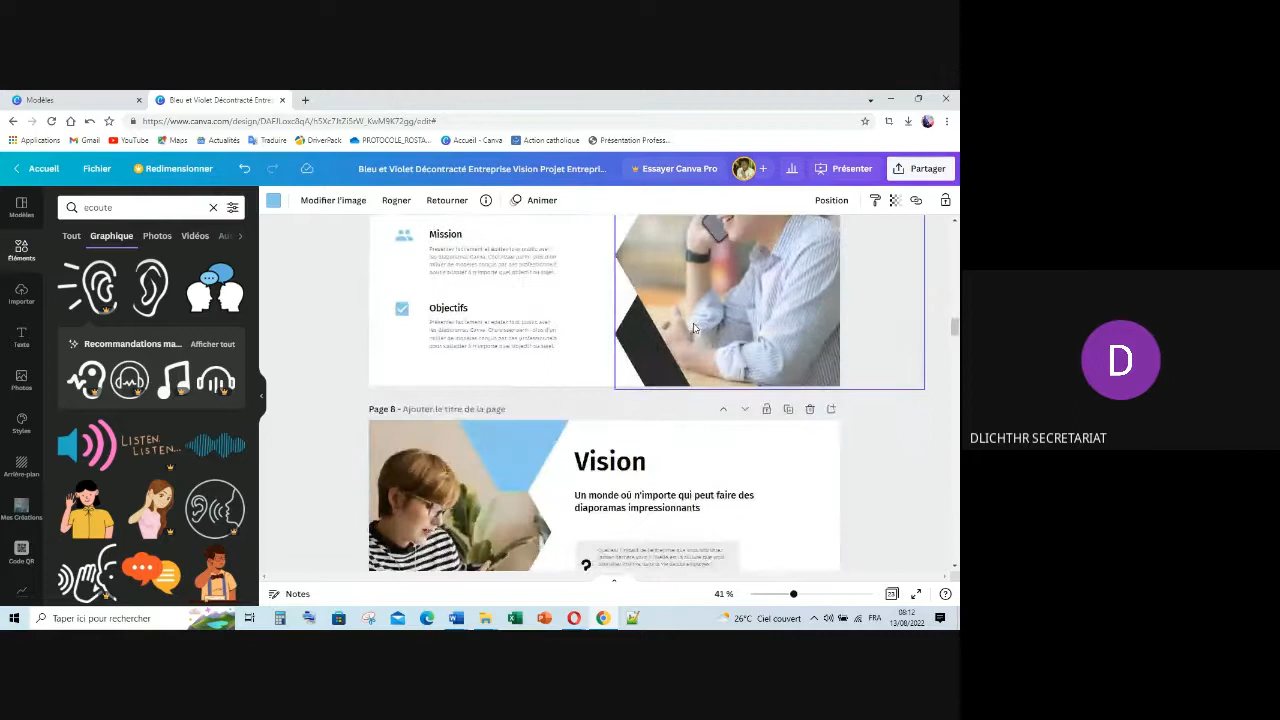 Modèles
Bleu et Violet Décontracté Entre
https://www.canva.com/design/DAFJLoxc8qA/h5Xc7JtZi5rW_KwM9K72gg/edit#
Applications
Gmail
YouTube
Maps
Actualités
Traduire
DriverPack
PROTOCOLE_ROSTA...
Accueil - Canva
Action catholique
Présentation Profess...
Accueil
Fichier
Redimensionner
Bleu et Violet Décontracté Entreprise Vision Projet Entrepri...
Essayer Canva Pro
Présenter
Partager
Modèles
Éléments
Importer
Texte
Photos
Styles
Arrière-plan
Mes Créations
Code QR
ecoute
Tout
Graphique
Photos
Vidéos
Au
Recommandations ma...
Afficher tout
LISTEN.
LISTEN...
Modifier l'image
Rogner
Retourner
Animer
Position
Mission
Objectifs
Page 8 - Ajouter le titre de la page
Vision
Un monde où n'importe qui peut faire des
diaporamas impressionnants
?
Notes
41 %
23
Taper ici pour rechercher
26°C Ciel couvert
FRA
08:12
13/08/2022
D
DLICHTHR SECRETARIAT